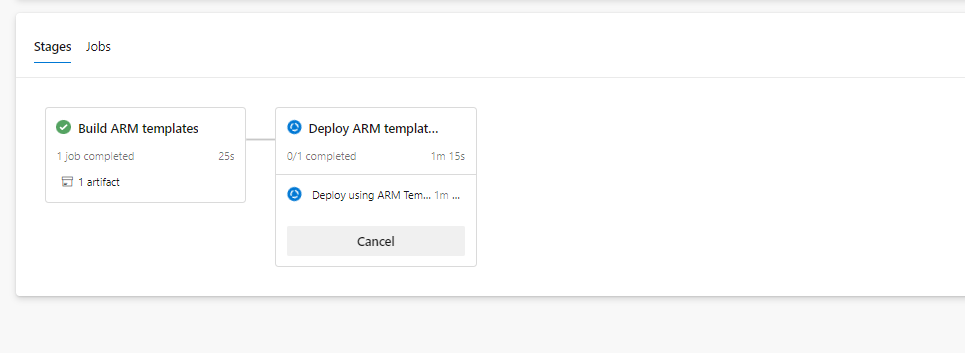 Stages Jobs
Build ARM templates
1 job completed 25s
1 artifact
Deploy ARM templat...
0/1 completed 1m 15s
Deploy using ARM Tem... 1m ...
Cancel